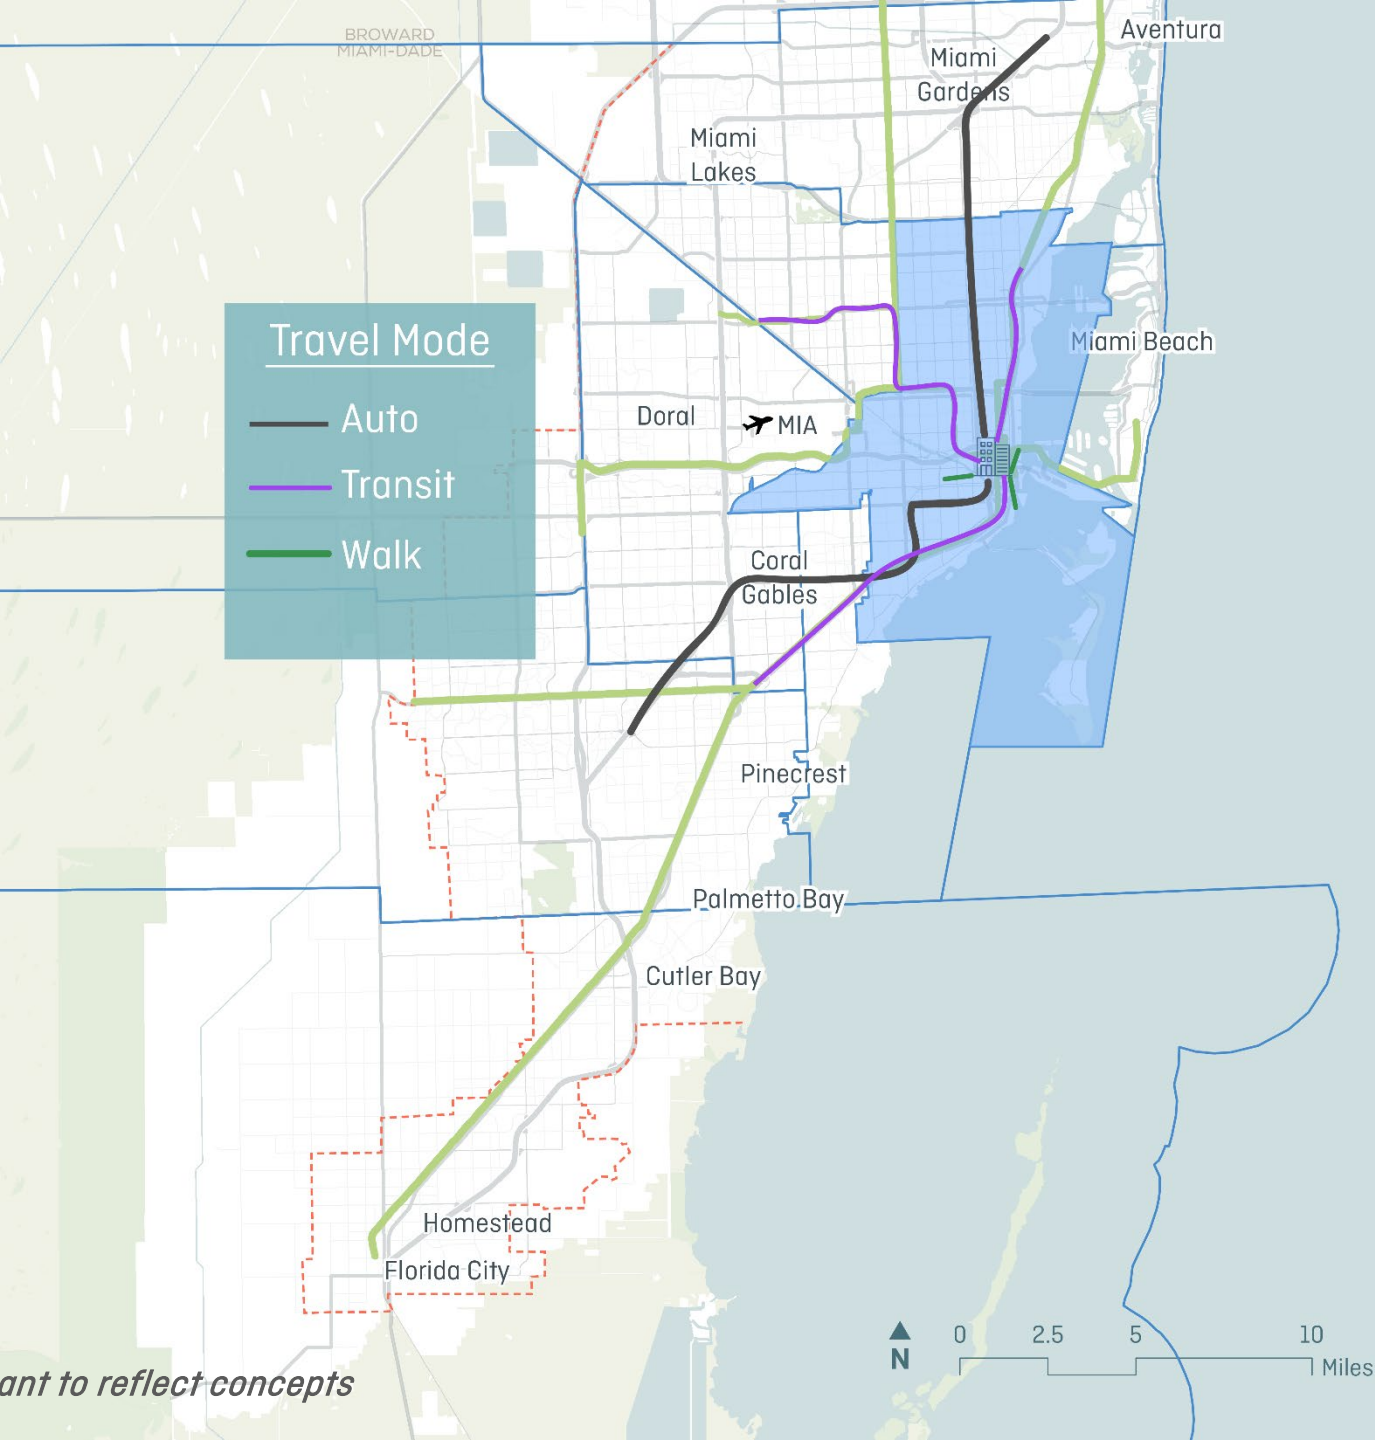 BROWARD
MIAMI-DADE
Aventura
Miami
Gardens
Miami
Lakes
Travel Mode
Auto
Transit
Walk
Miami Beach
Doral
MIA
Coral
Gables
Pinecrest
Palmetto Bay
Cutler Bay
Homestead
Florida City
N
0 2.5 5 10
Miles
ant to reflect concepts